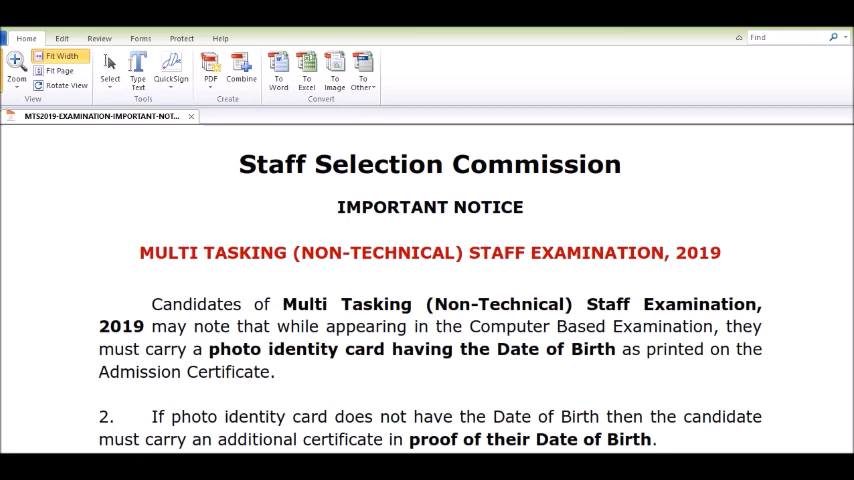 Home Edit Review Forms Protect Help Find
Fit Width
Fit Page
Rotate View
Zoom
Select
Type Text
QuickSign
PDF
Combine
To Word
To Excel
To Image
To Other
View Tools Create Convert
MTS2019-EXAMINATION-IMPORTANT-NOT...
Staff Selection Commission
IMPORTANT NOTICE
MULTI TASKING (NON-TECHNICAL) STAFF EXAMINATION, 2019
Candidates of Multi Tasking (Non-Technical) Staff Examination,
2019 may note that while appearing in the Computer Based Examination, they
must carry a photo identity card having the Date of Birth as printed on the
Admission Certificate.
2. If photo identity card does not have the Date of Birth then the candidate
must carry an additional certificate in proof of their Date of Birth.